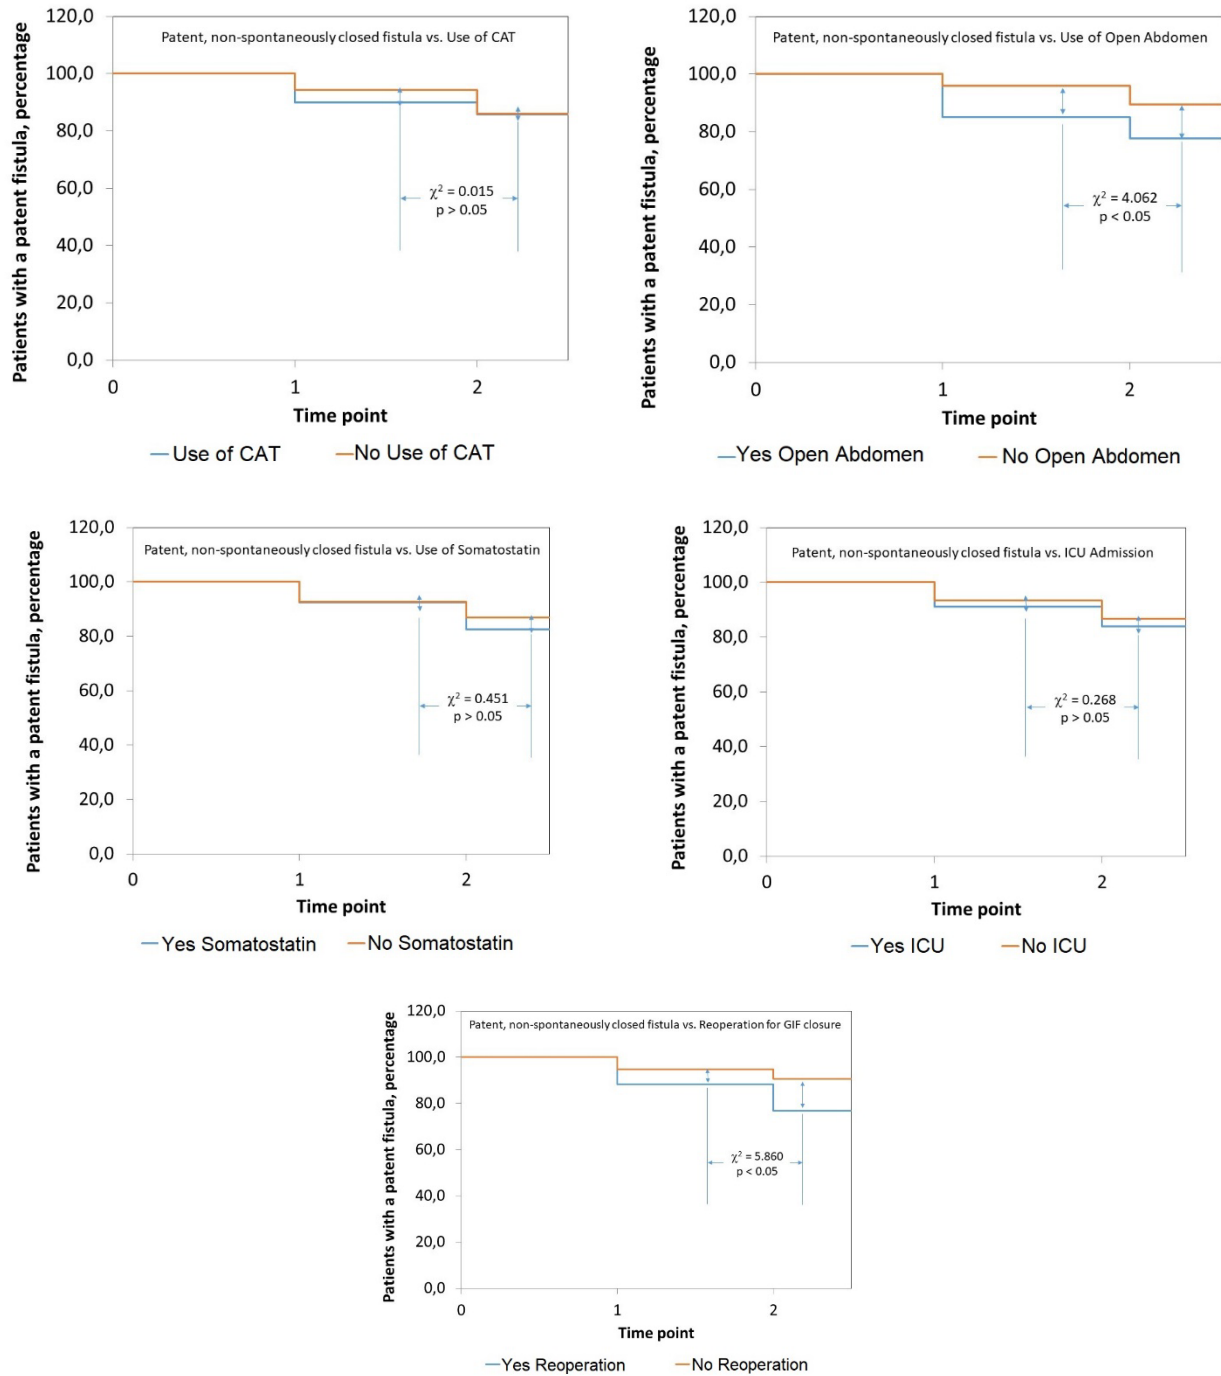 Patent, non-spontaneously closed fistula vs. Use of CAT
Patients with a patent fistula, percentage
120,0
100,0
80,0
60,0
40,0
20,0
0,0
χ² = 0.015
p > 0.05
0 1 2
Time point
Use of CAT No Use of CAT
Patent, non-spontaneously closed fistula vs. Use of Open Abdomen
Patients with a patent fistula, percentage
120,0
100,0
80,0
60,0
40,0
20,0
0,0
χ² = 4.062
p < 0.05
0 1 2
Time point
Yes Open Abdomen No Open Abdomen
Patent, non-spontaneously closed fistula vs. Use of Somatostatin
Patients with a patent fistula, percentage
120,0
100,0
80,0
60,0
40,0
20,0
0,0
χ² = 0.451
p > 0.05
0 1 2
Time point
Yes Somatostatin No Somatostatin
Patent, non-spontaneously closed fistula vs. ICU Admission
Patients with a patent fistula, percentage
120,0
100,0
80,0
60,0
40,0
20,0
0,0
χ² = 0.268
p > 0.05
0 1 2
Time point
Yes ICU No ICU
Patent, non-spontaneously closed fistula vs. Reoperation for GIF closure
Patients with a patent fistula, percentage
120,0
100,0
80,0
60,0
40,0
20,0
0,0
χ² = 5.860
p < 0.05
0 1 2
Time point
Yes Reoperation No Reoperation